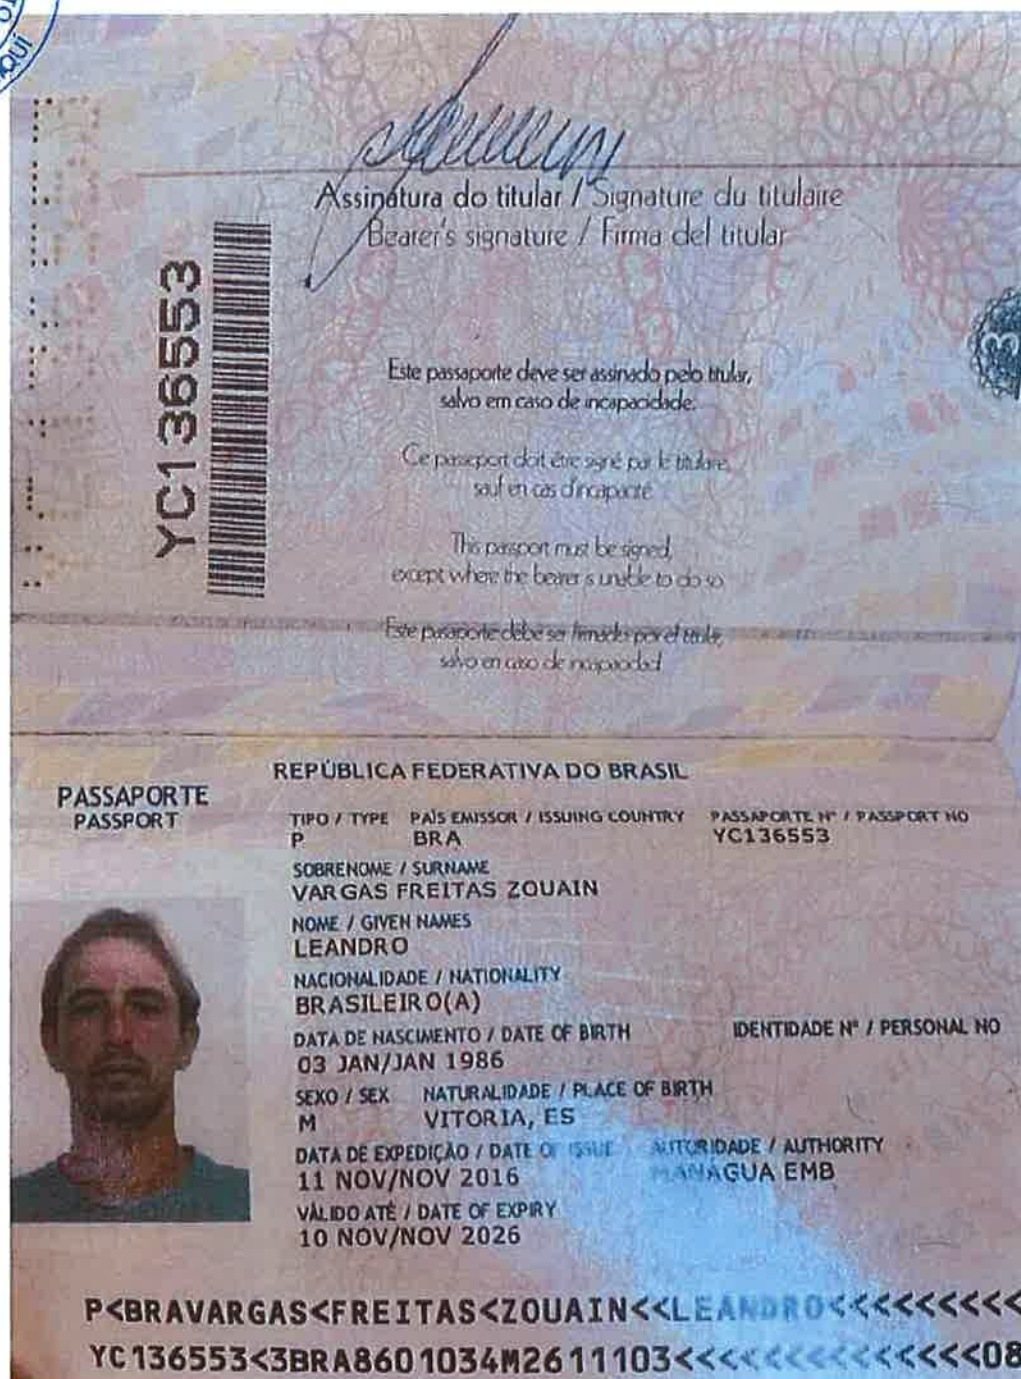 AQUÍ
Assinatura do titular / Signature du titulaire
Bearer's signature / Firma del titular
YC136553
3
Este passaporte deve ser assinado pelo titular,
salvo em caso de incapacidade.
Ce passeport doit être signé par le titulaire,
sauf en cas d'incapacité
This passport must be signed,
except where the bearer is unable to do so
Este pasaporte debe ser firmado por el titular,
salvo en caso de incapacidad
REPÚBLICA FEDERATIVA DO BRASIL
PASSAPORTE
PASSPORT
TIPO / TYPE PAÍS EMISSOR / ISSUING COUNTRY PASSAPORTE Nº / PASSPORT NO
P BRA YC136553
SOBRENOME / SURNAME
VARGAS FREITAS ZOUAIN
NOME / GIVEN NAMES
LEANDRO
NACIONALIDADE / NATIONALITY
BRASILEIRO(A)
DATA DE NASCIMENTO / DATE OF BIRTH IDENTIDADE Nº / PERSONAL NO
03 JAN/JAN 1986
SEXO / SEX NATURALIDADE / PLACE OF BIRTH
M VITORIA, ES
DATA DE EXPEDIÇÃO / DATE OF ISSUE AUTORIDADE / AUTHORITY
11 NOV/NOV 2016 MANAGUA EMB
VÁLIDO ATÉ / DATE OF EXPIRY
10 NOV/NOV 2026
P<BRAVARGAS<FREITAS<ZOUAIN<<LEANDRO<<<<<<<<<
YC136553<3BRA8601034M2611103<<<<<<<<<<<<<<08